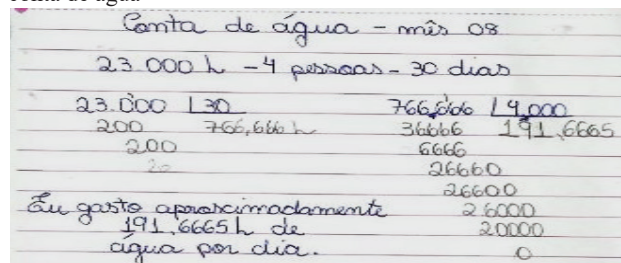 Conta de água - mês 08
23.000 L - 4 pessoas - 30 dias
23.000 30 766,666 4,000
200 766,666 L 36666 191,6665
200 6666
20 26660
26600
Eu gasto aproximadamente 26000
191,6665 L de 20000
água por dia. 0